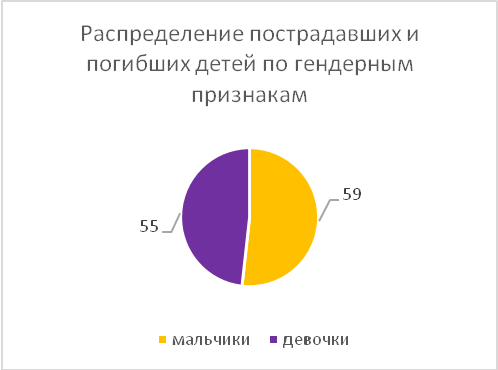 Распределение пострадавших и
погибших детей по гендерным
признакам
59
55
мальчики девочки